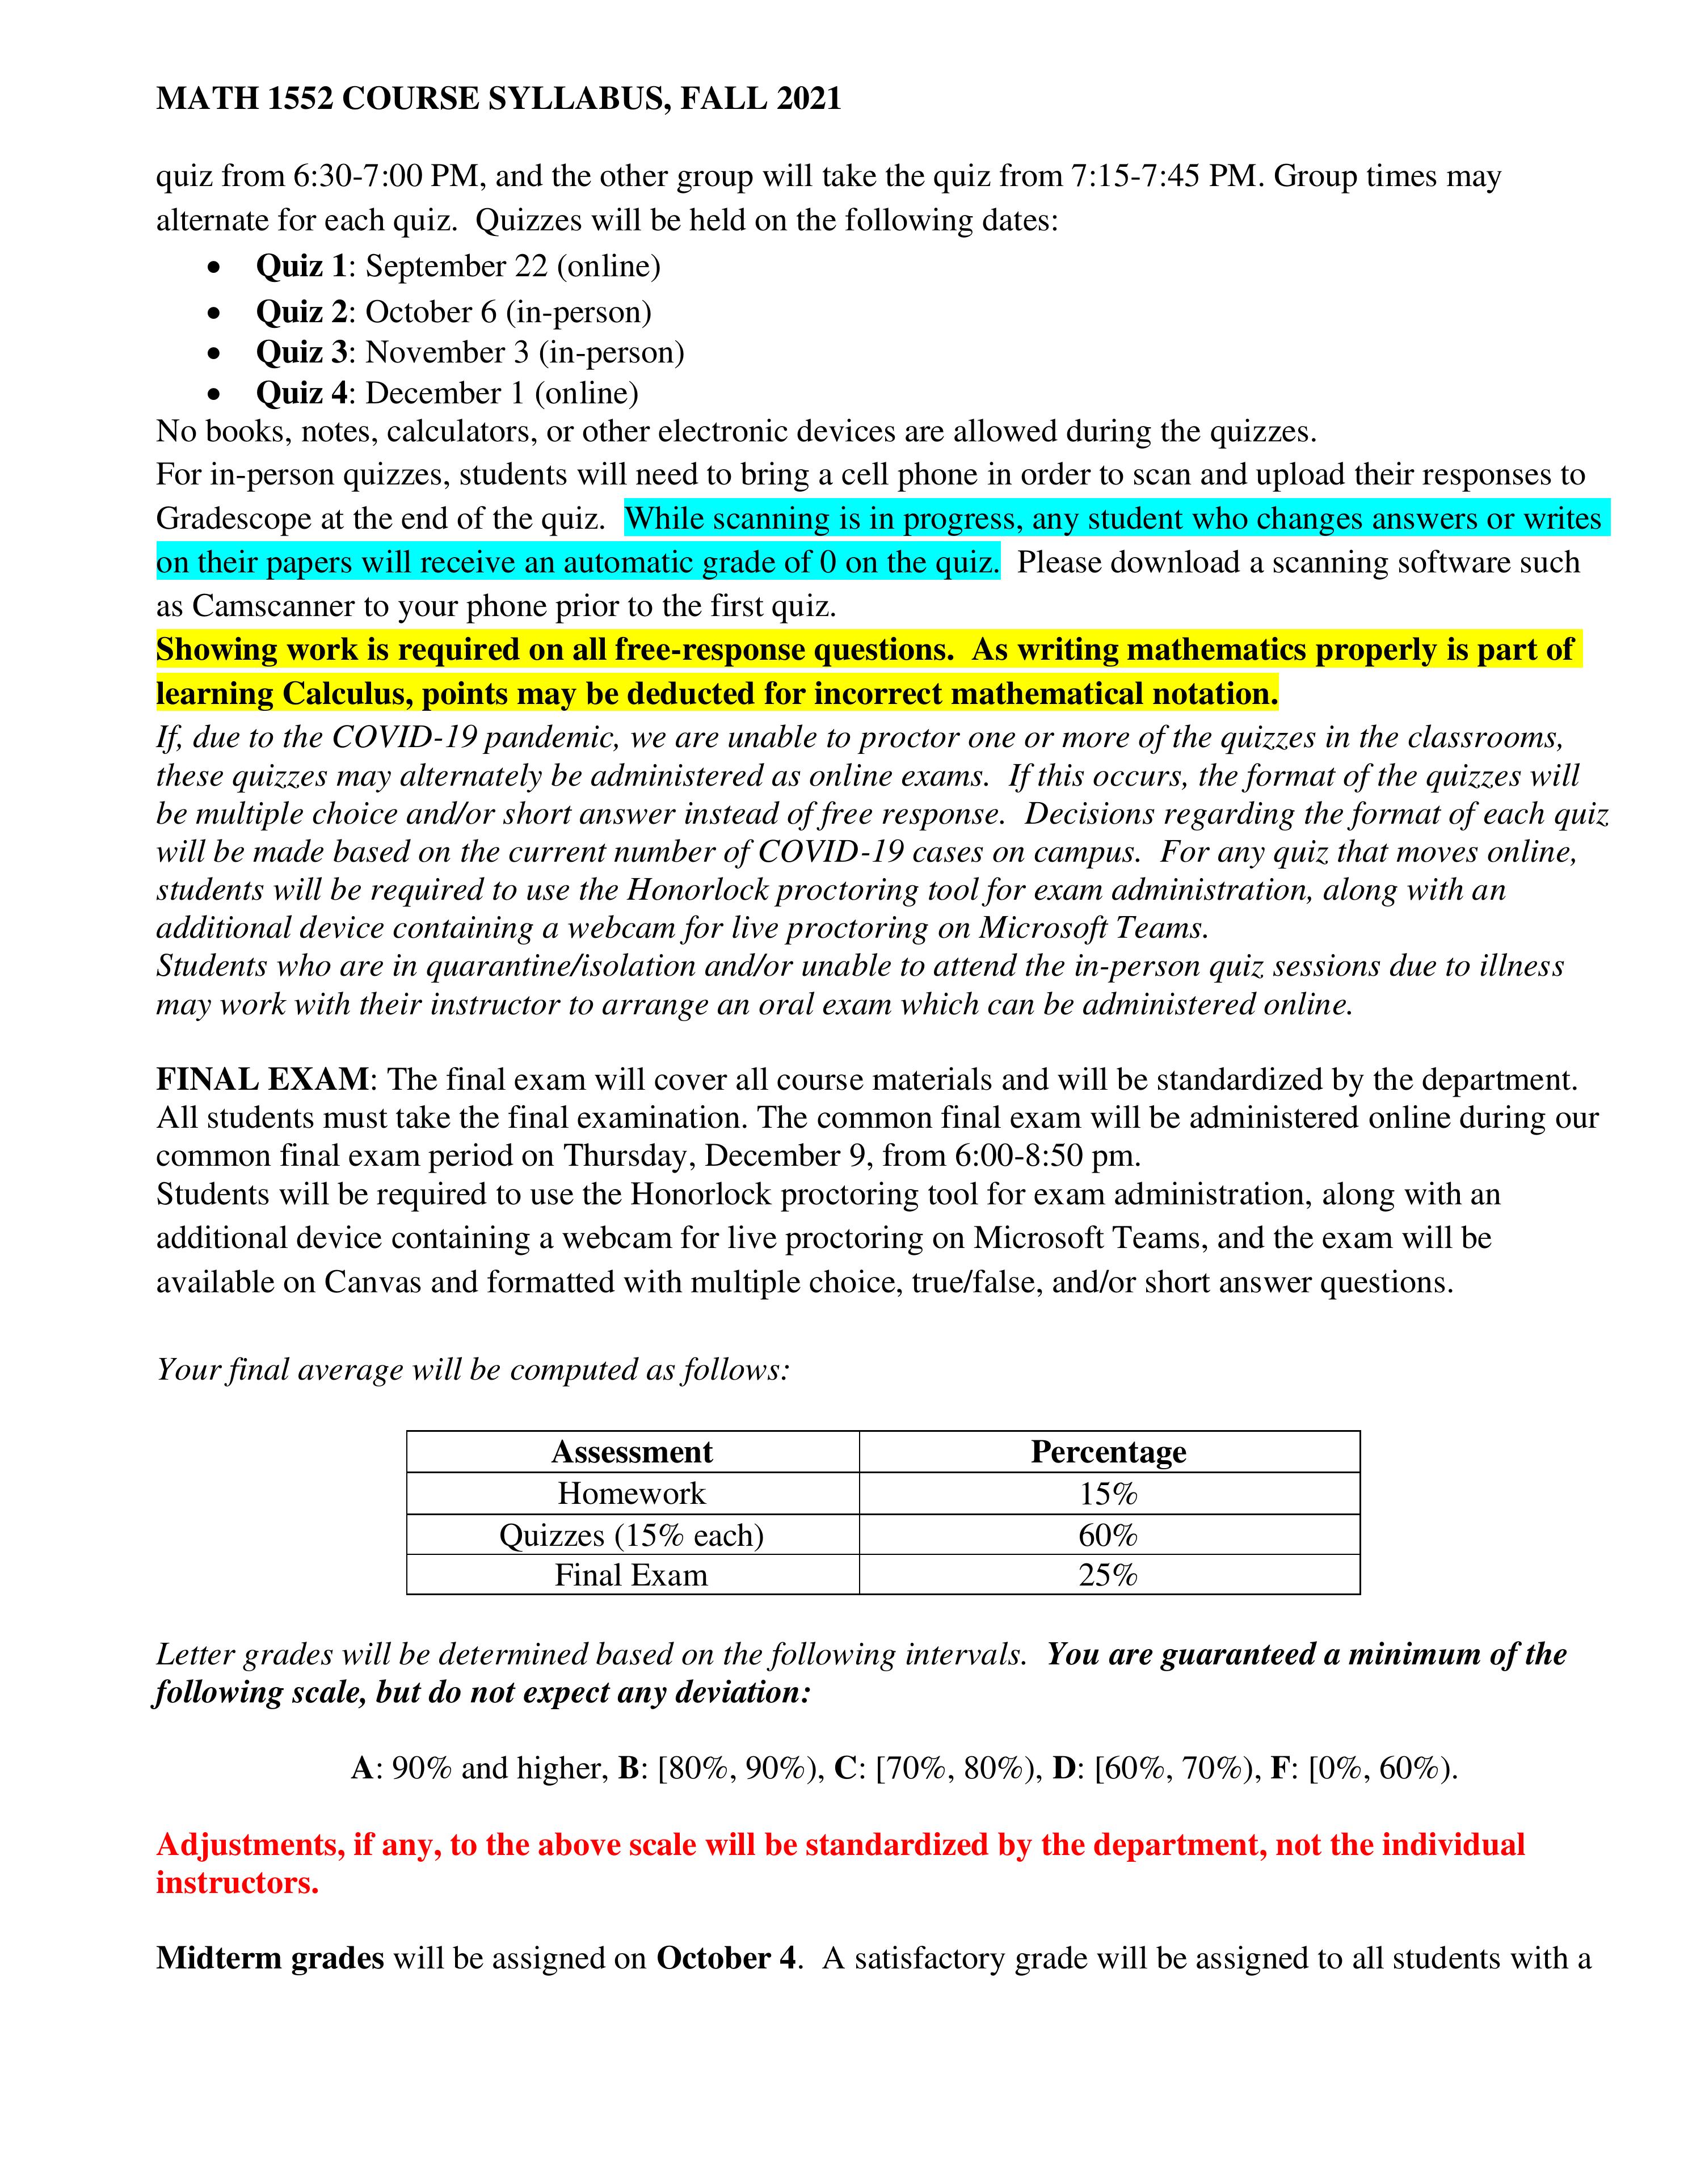 MATH 1552 COURSE SYLLABUS, FALL 2021
quiz from 6:30-7:00 PM, and the other group will take the quiz from 7:15-7:45 PM. Group times may
alternate for each quiz.  Quizzes will be held on the following dates:
• Quiz 1: September 22 (online)
• Quiz 2: October 6 (in-person)
• Quiz 3: November 3 (in-person)
• Quiz 4: December 1 (online)
No books, notes, calculators, or other electronic devices are allowed during the quizzes.
For in-person quizzes, students will need to bring a cell phone in order to scan and upload their responses to
Gradescope at the end of the quiz.  While scanning is in progress, any student who changes answers or writes
on their papers will receive an automatic grade of 0 on the quiz.  Please download a scanning software such
as Camscanner to your phone prior to the first quiz.
Showing work is required on all free-response questions.  As writing mathematics properly is part of
learning Calculus, points may be deducted for incorrect mathematical notation.
If, due to the COVID-19 pandemic, we are unable to proctor one or more of the quizzes in the classrooms,
these quizzes may alternately be administered as online exams.  If this occurs, the format of the quizzes will
be multiple choice and/or short answer instead of free response.  Decisions regarding the format of each quiz
will be made based on the current number of COVID-19 cases on campus.  For any quiz that moves online,
students will be required to use the Honorlock proctoring tool for exam administration, along with an
additional device containing a webcam for live proctoring on Microsoft Teams.
Students who are in quarantine/isolation and/or unable to attend the in-person quiz sessions due to illness
may work with their instructor to arrange an oral exam which can be administered online.
FINAL EXAM: The final exam will cover all course materials and will be standardized by the department.
All students must take the final examination. The common final exam will be administered online during our
common final exam period on Thursday, December 9, from 6:00-8:50 pm.
Students will be required to use the Honorlock proctoring tool for exam administration, along with an
additional device containing a webcam for live proctoring on Microsoft Teams, and the exam will be
available on Canvas and formatted with multiple choice, true/false, and/or short answer questions.
Your final average will be computed as follows:
Assessment Percentage
Homework 15%
Quizzes (15% each) 60%
Final Exam 25%
Letter grades will be determined based on the following intervals.  You are guaranteed a minimum of the
following scale, but do not expect any deviation:
A: 90% and higher, B: [80%, 90%), C: [70%, 80%), D: [60%, 70%), F: [0%, 60%).
Adjustments, if any, to the above scale will be standardized by the department, not the individual
instructors.
Midterm grades will be assigned on October 4.  A satisfactory grade will be assigned to all students with a